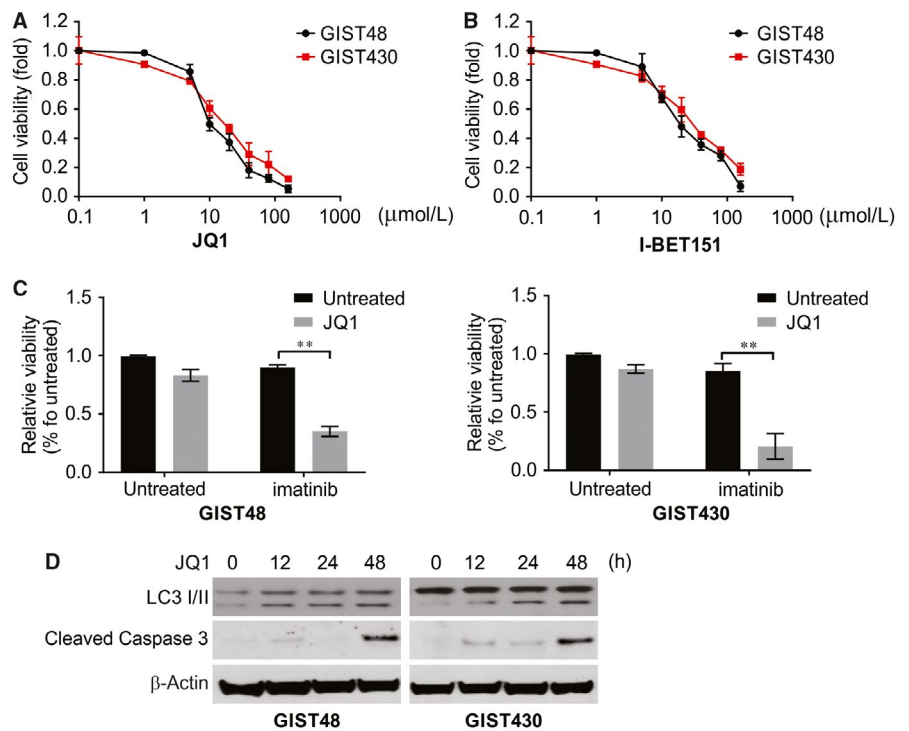 A
1.2
1.0
0.8
0.6
0.4
0.2
0.0
Cell viability (fold)
GIST48
GIST430
0.1 1 10 100 1000 (μmol/L)
JQ1
B
1.2
1.0
0.8
0.6
0.4
0.2
0.0
Cell viability (fold)
GIST48
GIST430
0.1 1 10 100 1000 (μmol/L)
I-BET151
C
1.5
1.0
0.5
0.0
Relativie viability
(% fo untreated)
Untreated
JQ1
**
Untreated imatinib
GIST48
1.5
1.0
0.5
0.0
Relativie viability
(% fo untreated)
Untreated
JQ1
**
Untreated imatinib
GIST430
D
JQ1 0 12 24 48 0 12 24 48 (h)
LC3 I/II
Cleaved Caspase 3
β-Actin
GIST48 GIST430